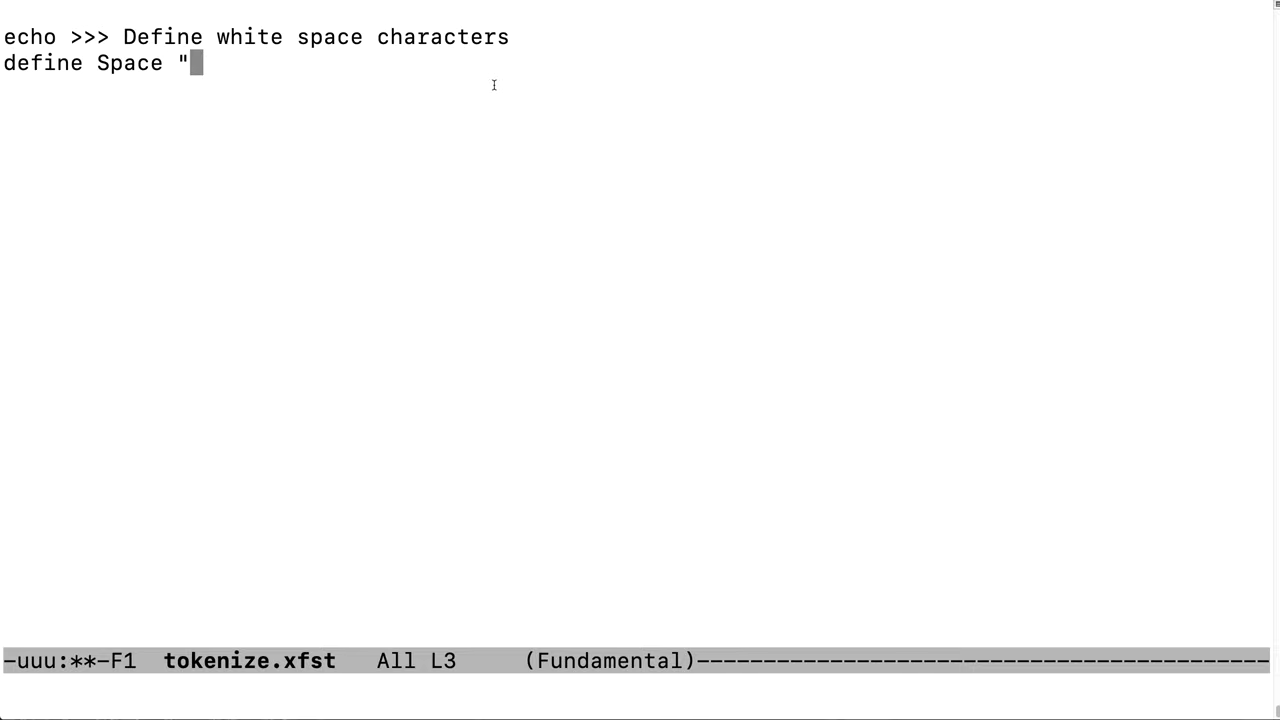 echo >>> Define white space characters
define Space "
-uuu:**-F1  tokenize.xfst   All L3     (Fundamental)-------------------------------------------